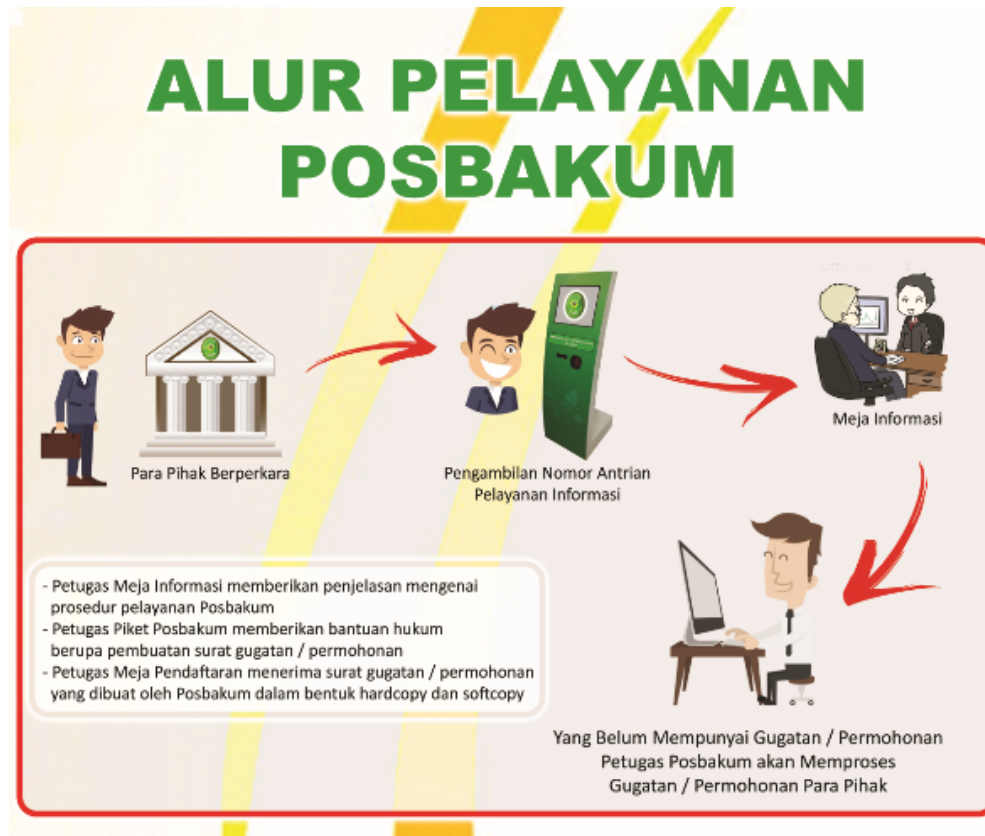 ALUR PELAYANAN
POSBAKUM
Para Pihak Berperkara
Pengambilan Nomor Antrian
Pelayanan Informasi
Meja Informasi
- Petugas Meja Informasi memberikan penjelasan mengenai
prosedur pelayanan Posbakum
- Petugas Piket Posbakum memberikan bantuan hukum
berupa pembuatan surat gugatan / permohonan
- Petugas Meja Pendaftaran menerima surat gugatan / permohonan
yang dibuat oleh Posbakum dalam bentuk hardcopy dan softcopy
Yang Belum Mempunyai Gugatan / Permohonan
Petugas Posbakum akan Memproses
Gugatan / Permohonan Para Pihak